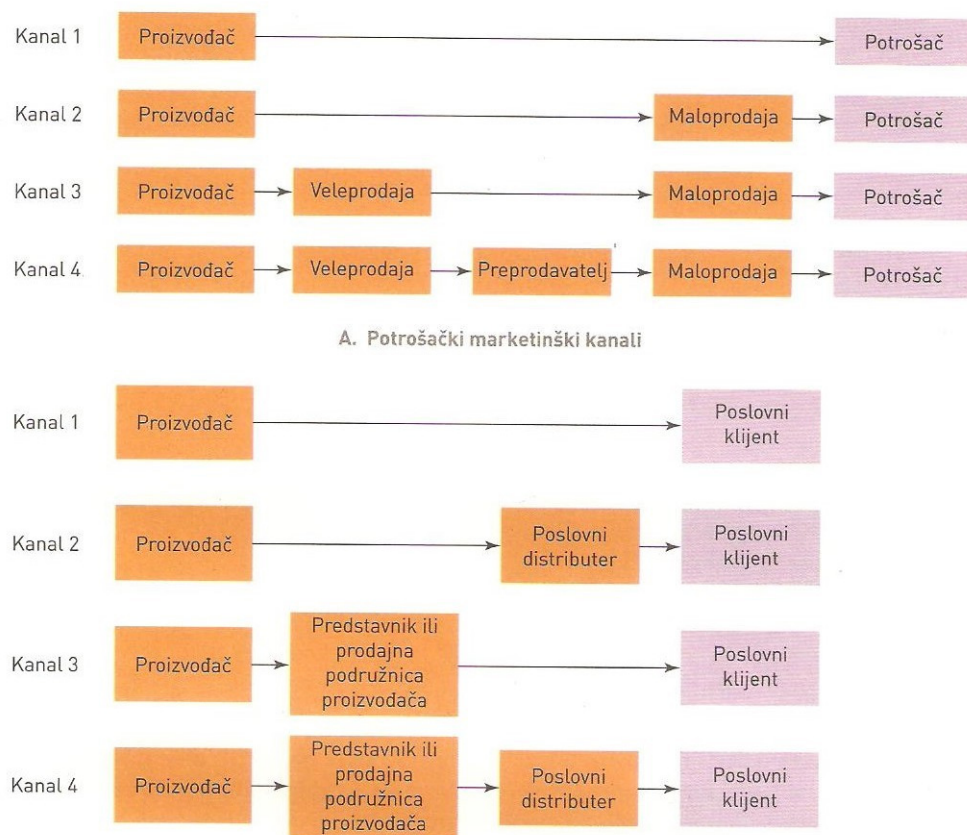 Kanal 1 Proizvođač Potrošač
Kanal 2 Proizvođač Maloprodaja Potrošač
Kanal 3 Proizvođač Veleprodaja Maloprodaja Potrošač
Kanal 4 Proizvođač Veleprodaja Preprodavatelj Maloprodaja Potrošač
A. Potrošački marketinški kanali
Kanal 1
Proizvođač
Poslovni
klijent
Kanal 2
Proizvođač
Poslovni
distributer
Poslovni
klijent
Kanal 3
Proizvođač
Predstavnik ili
prodajna
podružnica
proizvođača
Poslovni
klijent
Kanal 4
Proizvođač
Predstavnik ili
prodajna
podružnica
proizvođača
Poslovni
distributer
Poslovni
klijent